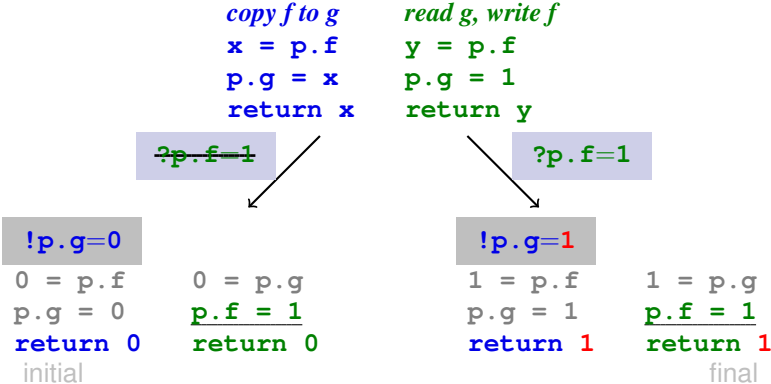 copy f to g read g, write f
x = p.f y = p.f
p.g = x p.g = 1
return x return y
?p.f=1 ?p.f=1
!p.g=0 !p.g=1
0 = p.f 0 = p.g 1 = p.f 1 = p.g
p.g = 0 p.f = 1 p.g = 1 p.f = 1
return 0 return 0 return 1 return 1
initial final